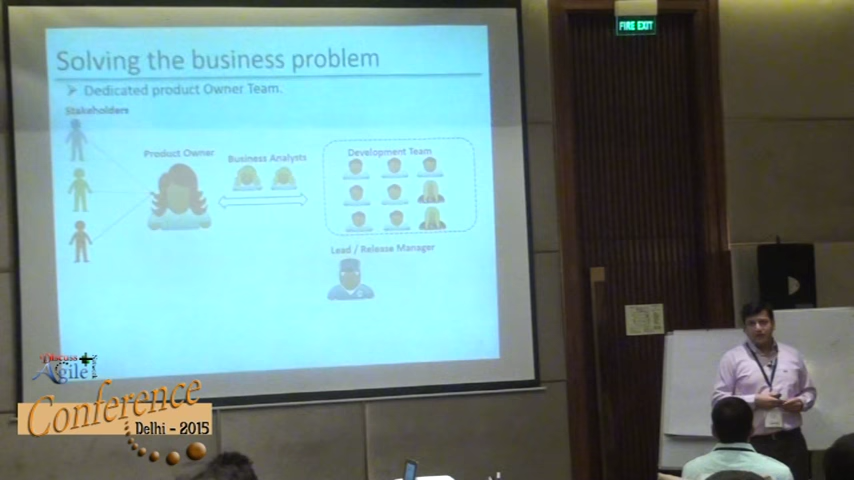 FIRE EXIT
Solving the business problem
➤ Dedicated product Owner Team.
Stakeholders
Product Owner
Business Analysts
Development Team
Lead / Release Manager
Discuss
Agile
Conference
Delhi - 2015